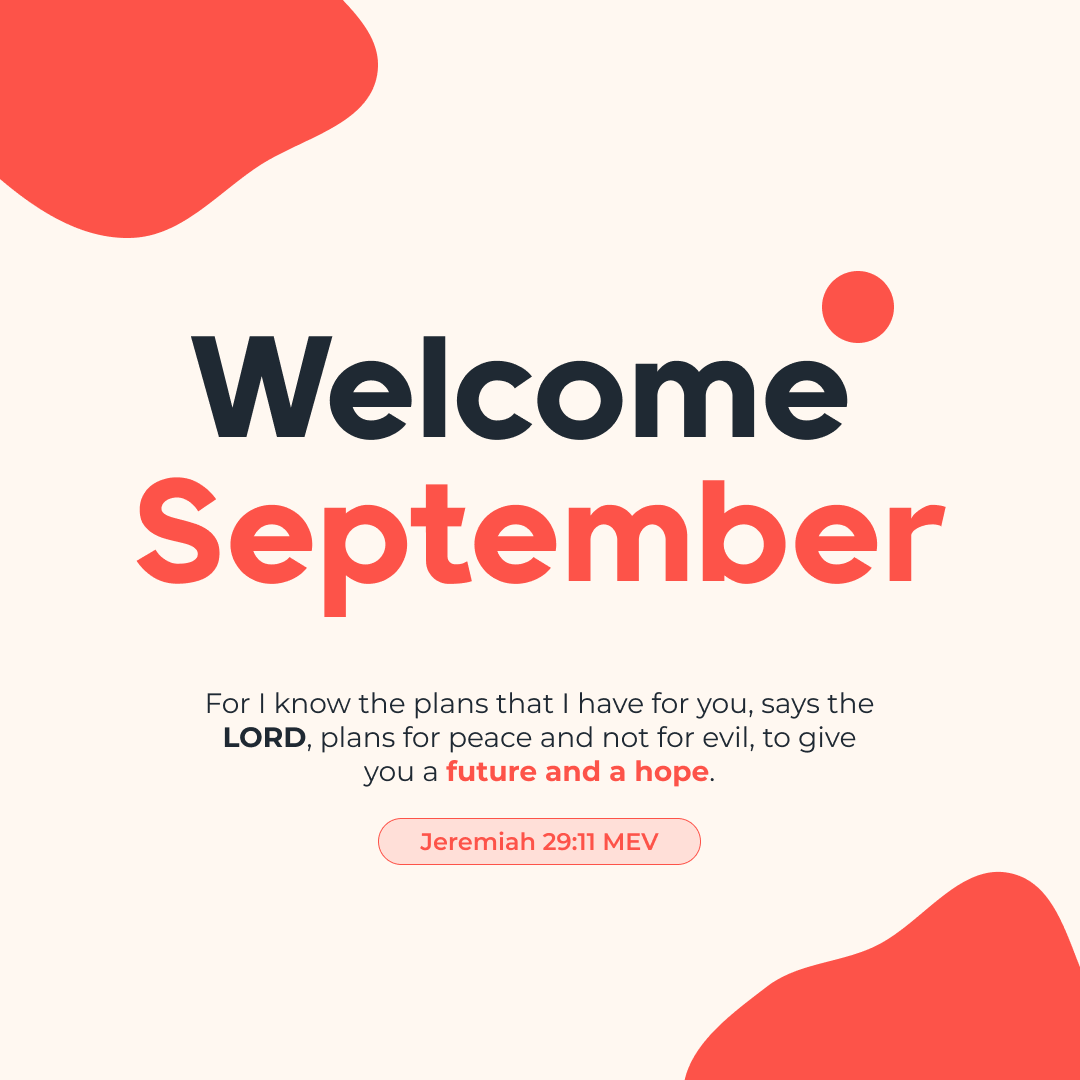 Welcome
September
For I know the plans that I have for you, says the
LORD, plans for peace and not for evil, to give
you a future and a hope.
Jeremiah 29:11 MEV